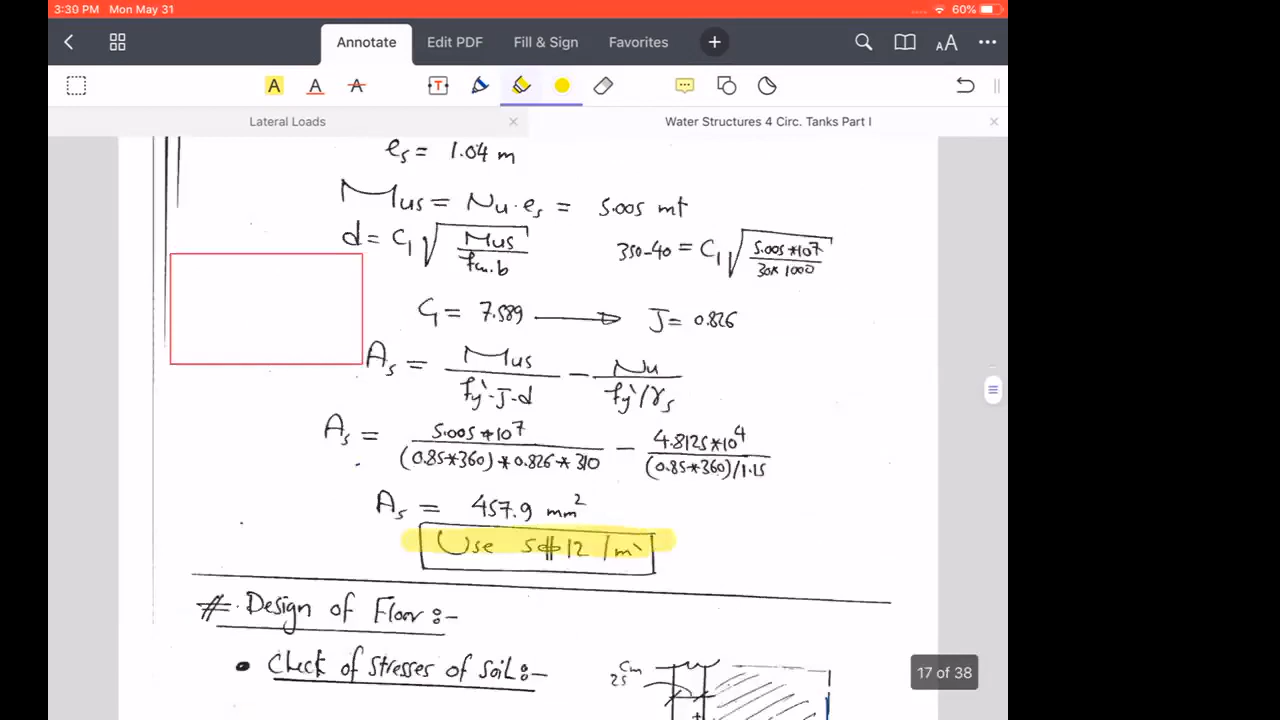 3:30 PM Mon May 31
60%
Annotate
Edit PDF
Fill & Sign
Favorites
Lateral Loads
Water Structures 4 Circ. Tanks Part I
es = 1.04 m
Mus = Nu . es = 5.005 mt
d = C1 √ Mus / fcu.b
350-40 = C1 √ 5.005*10^7 / 30*1000
C1 = 7.589 → J = 0.826
As = Mus / fy'.J.d - Nu / fy'/γs
As = 5.005*10^7 / (0.85*360)*0.826*310 - 4.8125*10^4 / (0.85*360)/1.15
As = 457.9 mm²
Use 5ф12 /m'
# Design of Floor:-
• Check of stresses of soil:-
cm
25
17 of 38